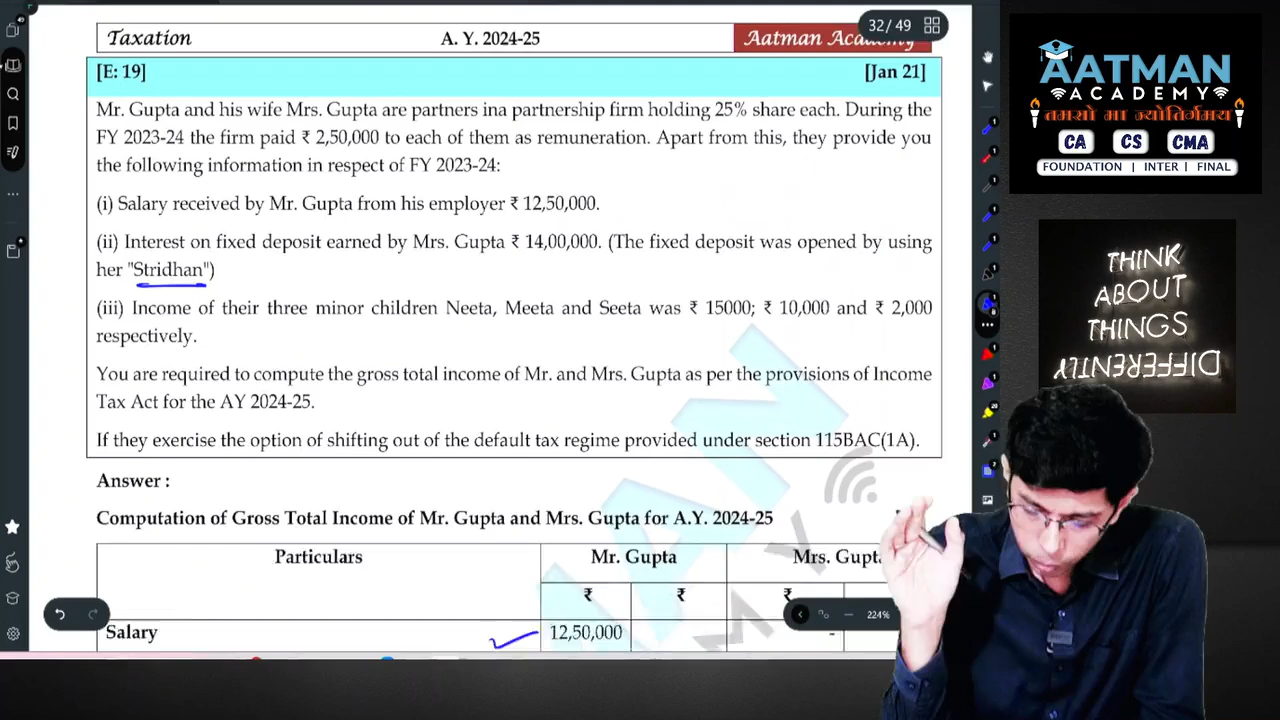 32 / 49
Taxation
A. Y. 2024-25
Aatman Academy
[E: 19]
[Jan 21]
Mr. Gupta and his wife Mrs. Gupta are partners ina partnership firm holding 25% share each. During the
FY 2023-24 the firm paid ₹ 2,50,000 to each of them as remuneration. Apart from this, they provide you
the following information in respect of FY 2023-24:
(i) Salary received by Mr. Gupta from his employer ₹ 12,50,000.
(ii) Interest on fixed deposit earned by Mrs. Gupta ₹ 14,00,000. (The fixed deposit was opened by using
her "Stridhan")
(iii) Income of their three minor children Neeta, Meeta and Seeta was ₹ 15000; ₹ 10,000 and ₹ 2,000
respectively.
You are required to compute the gross total income of Mr. and Mrs. Gupta as per the provisions of Income
Tax Act for the AY 2024-25.
If they exercise the option of shifting out of the default tax regime provided under section 115BAC(1A).
Answer :
Computation of Gross Total Income of Mr. Gupta and Mrs. Gupta for A.Y. 2024-25
Particulars
Mr. Gupta
Mrs. Gupta
₹
₹
₹
224%
Salary
12,50,000
-
AATMAN
ACADEMY
तमसो मा ज्योतिर्गमय
CA
CS
CMA
FOUNDATION | INTER | FINAL
THINK
ABOUT
THINGS
DIFFERENTLY